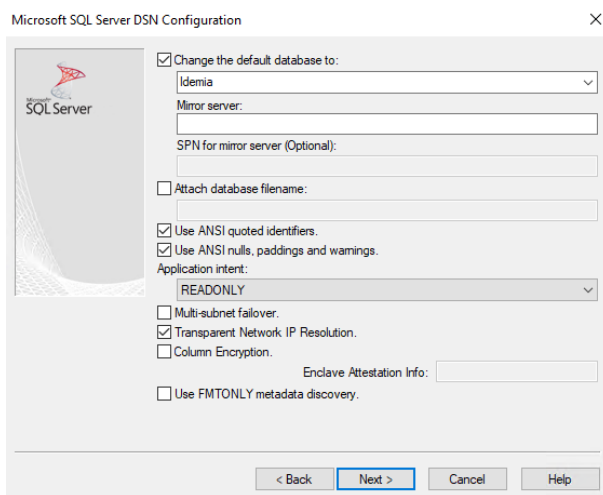 Microsoft SQL Server DSN Configuration
Microsoft
SQL Server
Change the default database to:
Idemia
Mirror server:
SPN for mirror server (Optional):
Attach database filename:
Use ANSI quoted identifiers.
Use ANSI nulls, paddings and warnings.
Application intent:
READONLY
Multi-subnet failover.
Transparent Network IP Resolution.
Column Encryption.
Enclave Attestation Info:
Use FMTONLY metadata discovery.
< Back Next > Cancel Help